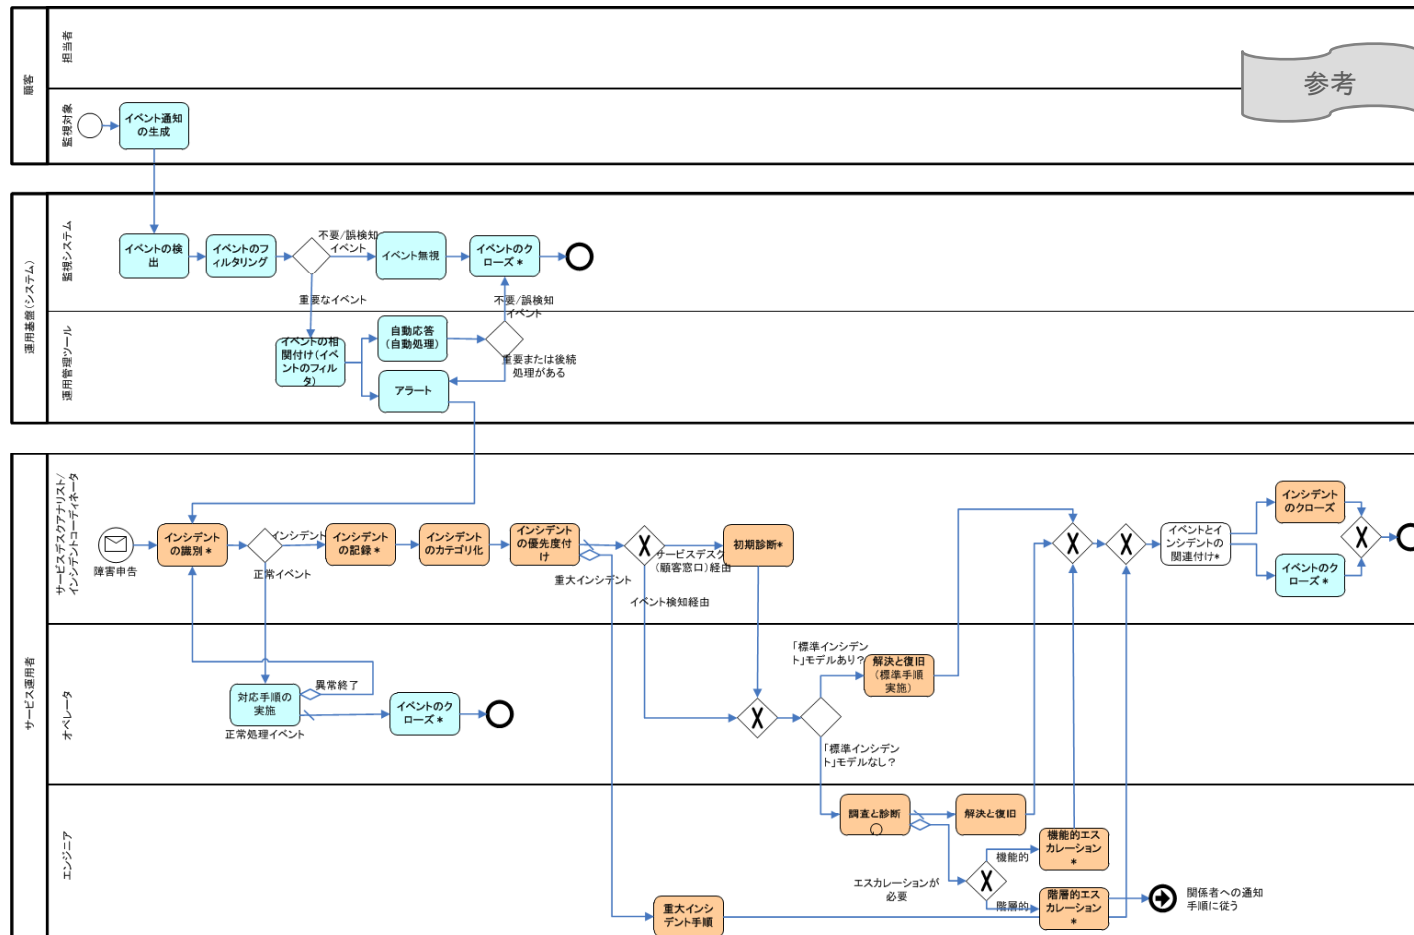 顧客
担当者
監視対象
参考
イベント通知
の生成
運用基盤(システム)
監視システム
運用管理ツール
イベントの検
出
イベントのフ
ィルタリング
不要/誤検知
イベント
イベント無視
イベントのク
ローズ＊
重要なイベント
不要/誤検知
イベント
イベントの相
関付け(イベ
ントのフィル
タ)
自動応答
(自動処理)
重要または後続
処理がある
アラート
サービス運用者
サービスデスクアナリスト/
インシデントコーディネータ
オペレータ
エンジニア
障害申告
インシデント
の識別＊
インシデント
正常イベント
インシデント
の記録＊
インシデント
のカテゴリ化
インシデント
の優先度付
け
重大インシデント
サービスデスク
(顧客窓口)経由
イベント検知経由
初期診断*
イベントとイ
ンシデントの
関連付け*
インシデント
のクローズ
イベントのク
ローズ＊
異常終了
対応手順の
実施
正常処理イベント
イベントのク
ローズ＊
「標準インシデン
ト」モデルあり？
解決と復旧
(標準手順
実施)
「標準インシデン
ト」モデルなし？
調査と診断
解決と復旧
エスカレーションが
必要
機能的
階層的
機能的エス
カレーション
＊
階層的エス
カレーション
＊
関係者への通知
手順に従う
重大インシ
デント手順